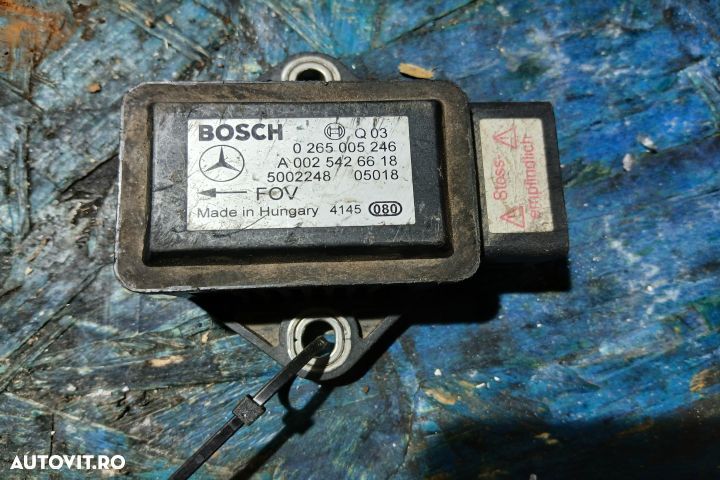 BOSCH Q 03
0 265 005 246
A 002 542 66 18
5002248 05018
FOV
Made in Hungary 4145 080
Stoss-
empfindlich
AUTOVIT.RO